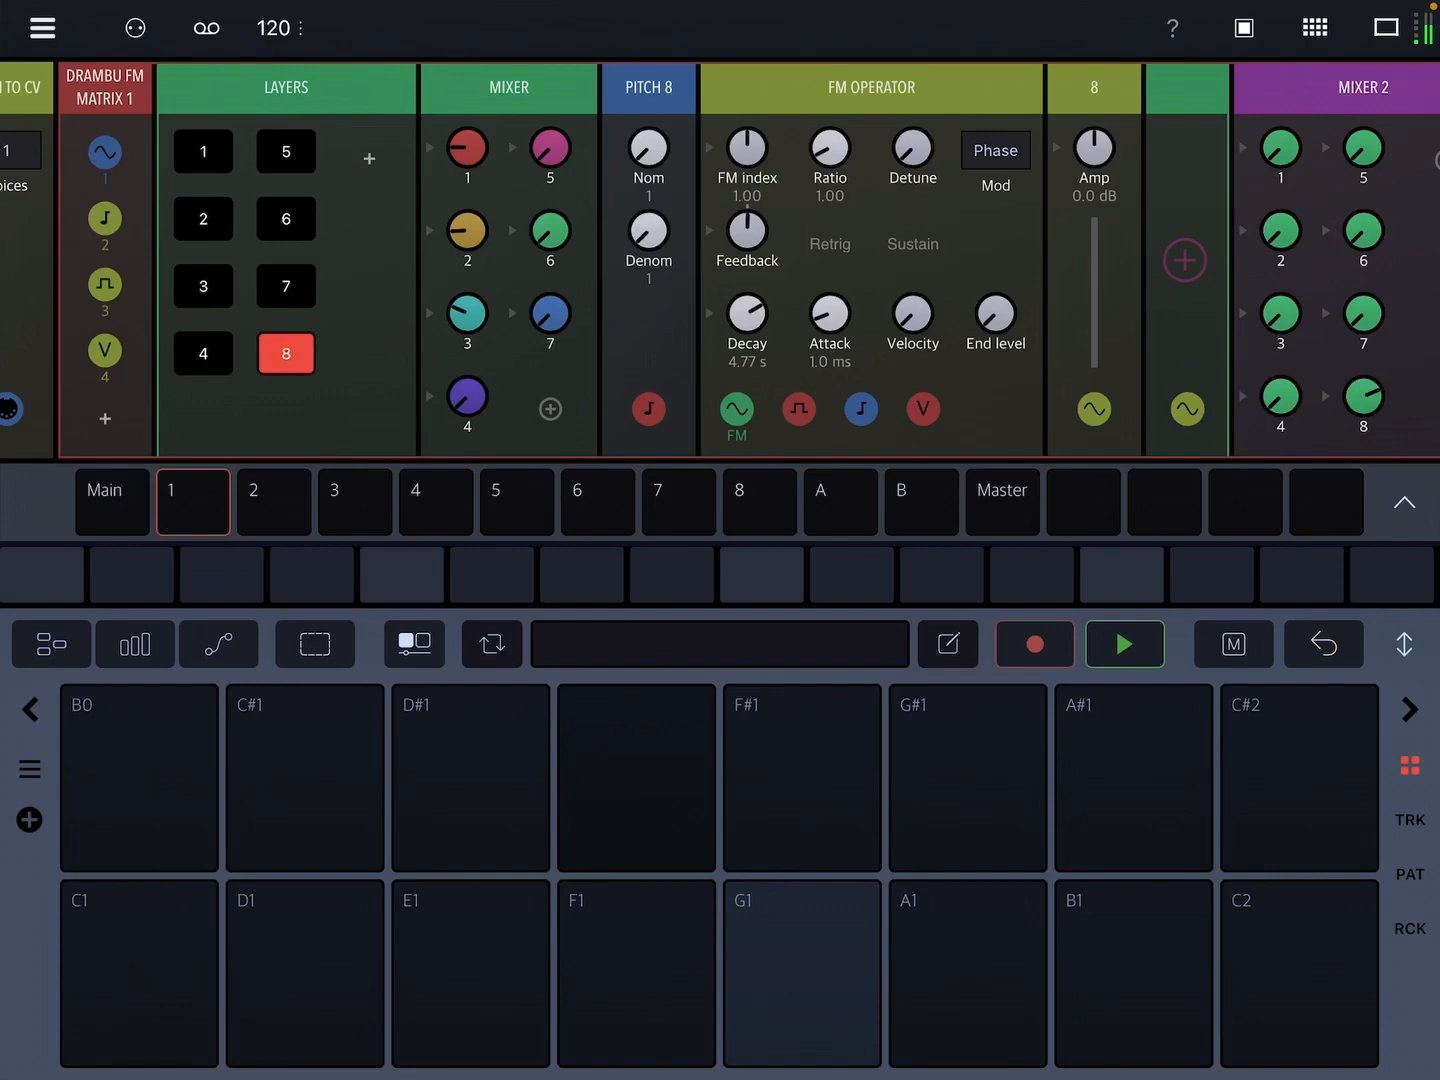 120
?
I TO CV
DRAMBU FM
MATRIX 1
LAYERS
MIXER
PITCH 8
FM OPERATOR
8
MIXER 2
1
oices
1
2
3
4
+
1
5
+
2
6
3
7
4
8
1
5
2
6
3
7
4
Nom
1
Denom
1
FM index
1.00
Ratio
1.00
Detune
Phase
Mod
Feedback
Retrig
Sustain
Decay
4.77 s
Attack
1.0 ms
Velocity
End level
V
FM
Amp
0.0 dB
1
5
2
6
3
7
4
8
Main
1
2
3
4
5
6
7
8
A
B
Master
M
B0
C#1
D#1
F#1
G#1
A#1
C#2
TRK
PAT
RCK
C1
D1
E1
F1
G1
A1
B1
C2